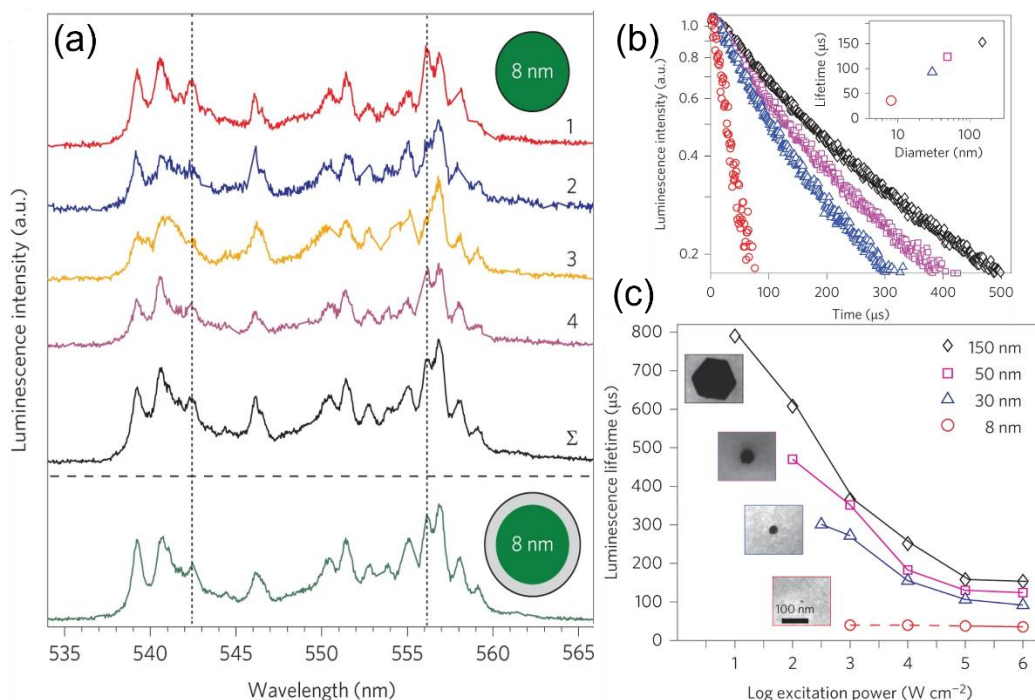 (a)
8 nm
1
2
3
4
Σ
8 nm
Luminescence intensity (a.u.)
535 540 545 550 555 560 565
Wavelength (nm)
(b)
Luminescence intensity (a.u.)
1.0
0.8
0.6
0.4
0.2
0 100 200 300 400 500
Time (μs)
Lifetime (μs)
150
100
50
0
10 100
Diameter (nm)
(c)
Luminescence lifetime (μs)
800
700
600
500
400
300
200
100
0
150 nm
50 nm
30 nm
8 nm
100 nm
1 2 3 4 5 6
Log excitation power (W cm⁻²)